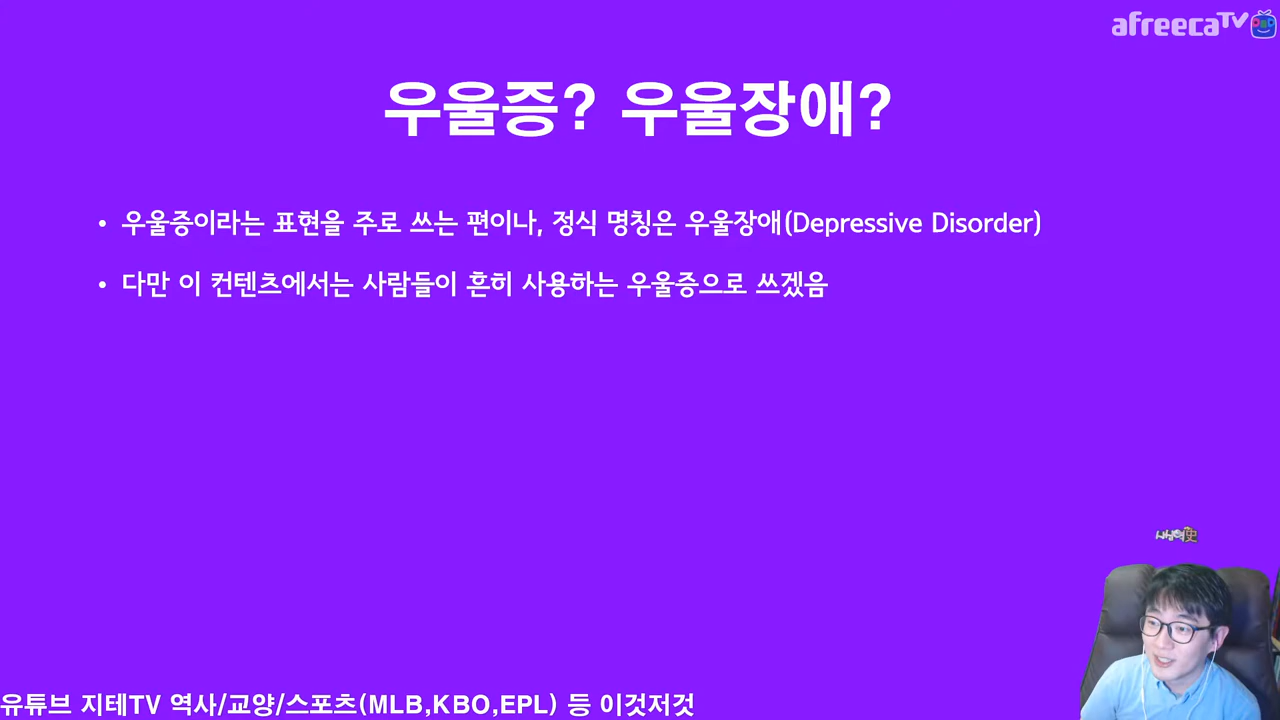 afreecaTV
우울증? 우울장애?
• 우울증이라는 표현을 주로 쓰는 편이나, 정식 명칭은 우울장애(Depressive Disorder)
• 다만 이 컨텐츠에서는 사람들이 흔히 사용하는 우울증으로 쓰겠음
유튜브 지테TV 역사/교양/스포츠(MLB,KBO,EPL) 등 이것저것